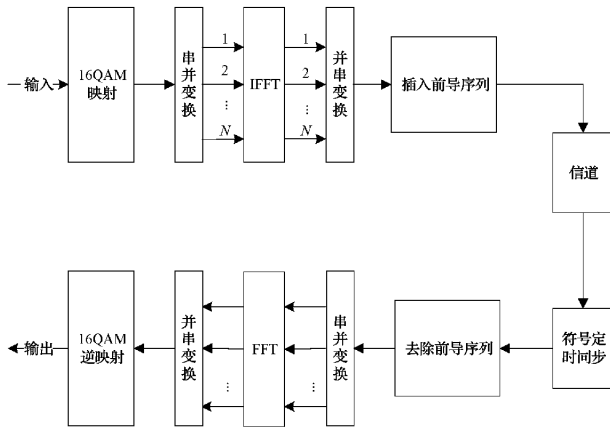 输入
16QAM
映射
串并变换
1
2
...
N
IFFT
1
2
...
N
并串变换
插入前导序列
信道
符号定
时同步
去除前导序列
串并变换
...
FFT
...
并串变换
16QAM
逆映射
输出